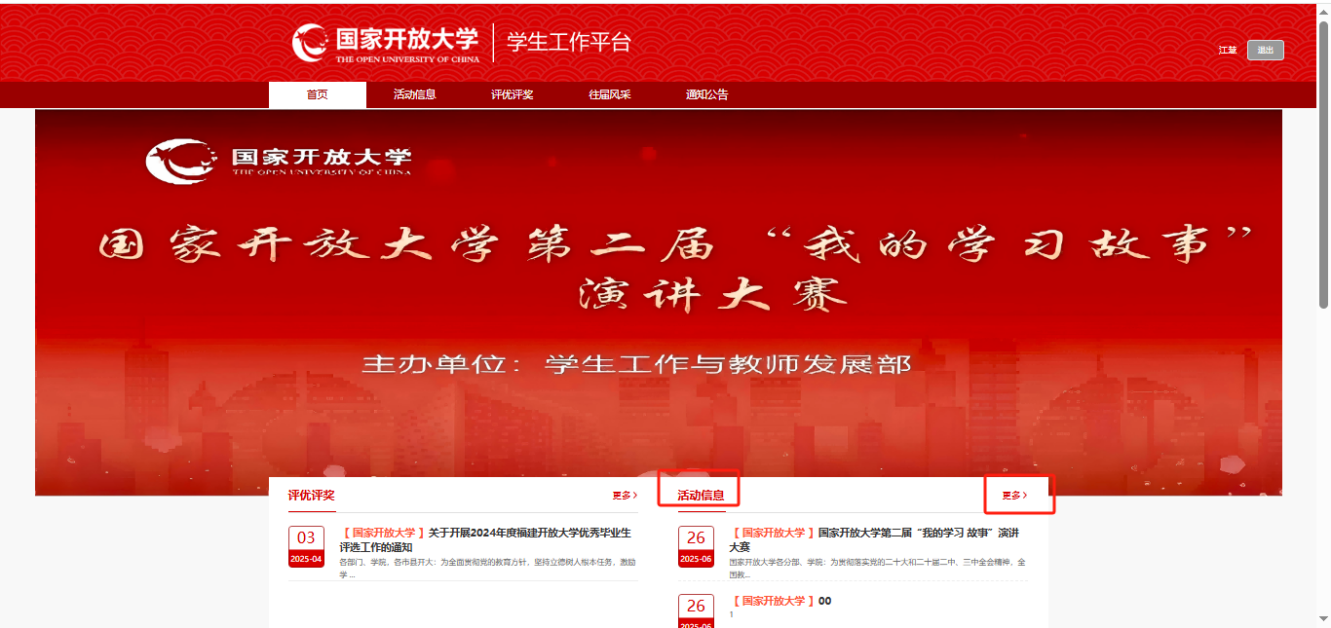 国家开放大学
THE OPEN UNIVERSITY OF CHINA
学生工作平台
退出
首页 活动信息 评优评奖 往届风采 通知公告
国家开放大学
THE OPEN UNIVERSITY OF CHINA
国家开放大学第二届“我的学习故事”
演讲大赛
主办单位：学生工作与教师发展部
评优评奖 更多>
03
2025-04
【 国家开放大学 】关于开展2024年度福建开放大学优秀毕业生
评选工作的通知
各部门、学院，各市县开大：为全面贯彻党的教育方针，坚持立德树人根本任务，激励
学 ...
活动信息 更多>
26
2025-06
【 国家开放大学 】国家开放大学第二届“我的学习 故事”演讲
大赛
国家开放大学各分部、学院：为贯彻落实党的二十大和二十届二中、三中全会精神，全
国教...
26
2025-06
【 国家开放大学 】00
1